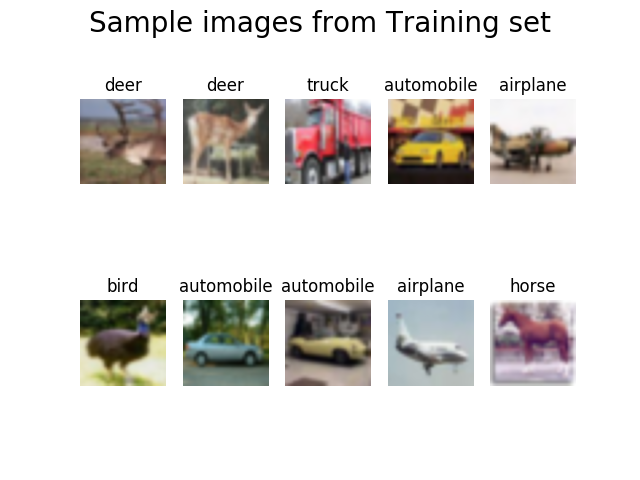 Sample images from Training set
deer deer truck automobile airplane
bird automobile automobile airplane horse